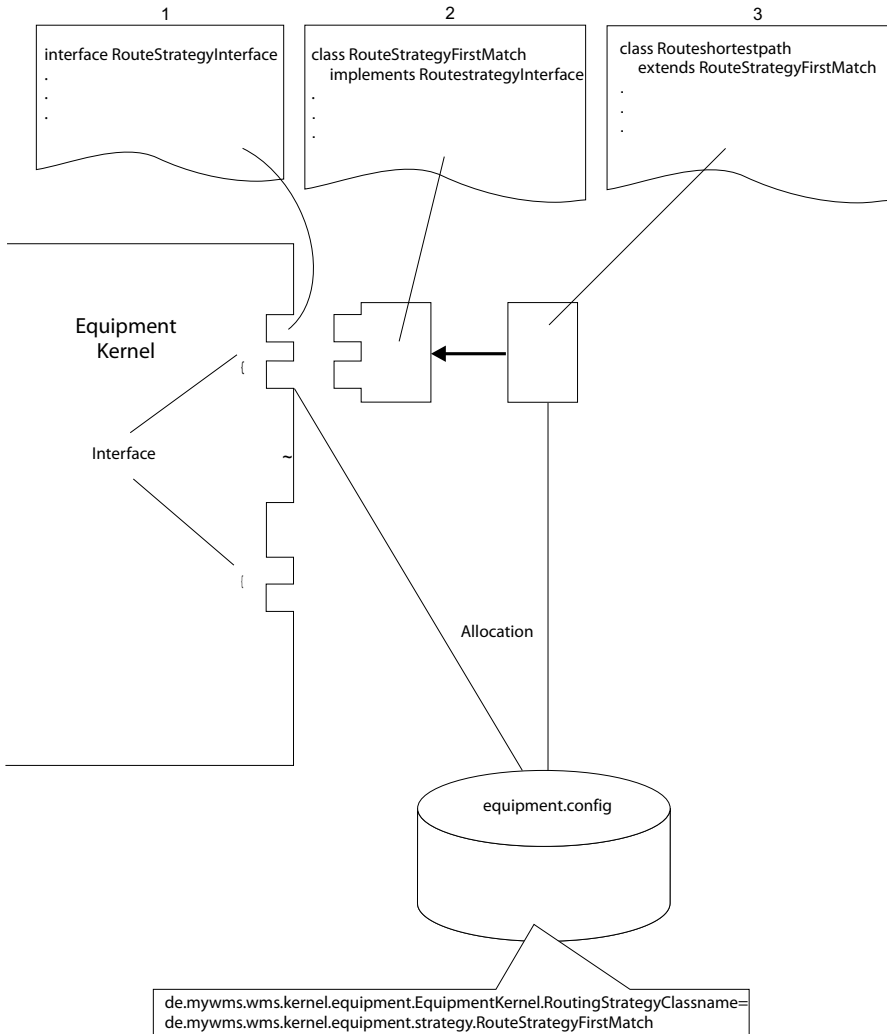 1
2
3
interface RouteStrategyInterface
.
.
.
class RouteStrategyFirstMatch
implements RoutestrategyInterface
.
.
.
class Routeshortestpath
extends RouteStrategyFirstMatch
.
.
.
Equipment
Kernel
{
Interface
~
{
Allocation
equipment.config
de.mywms.wms.kernel.equipment.EquipmentKernel.RoutingStrategyClassname=
de.mywms.wms.kernel.equipment.strategy.RouteStrategyFirstMatch